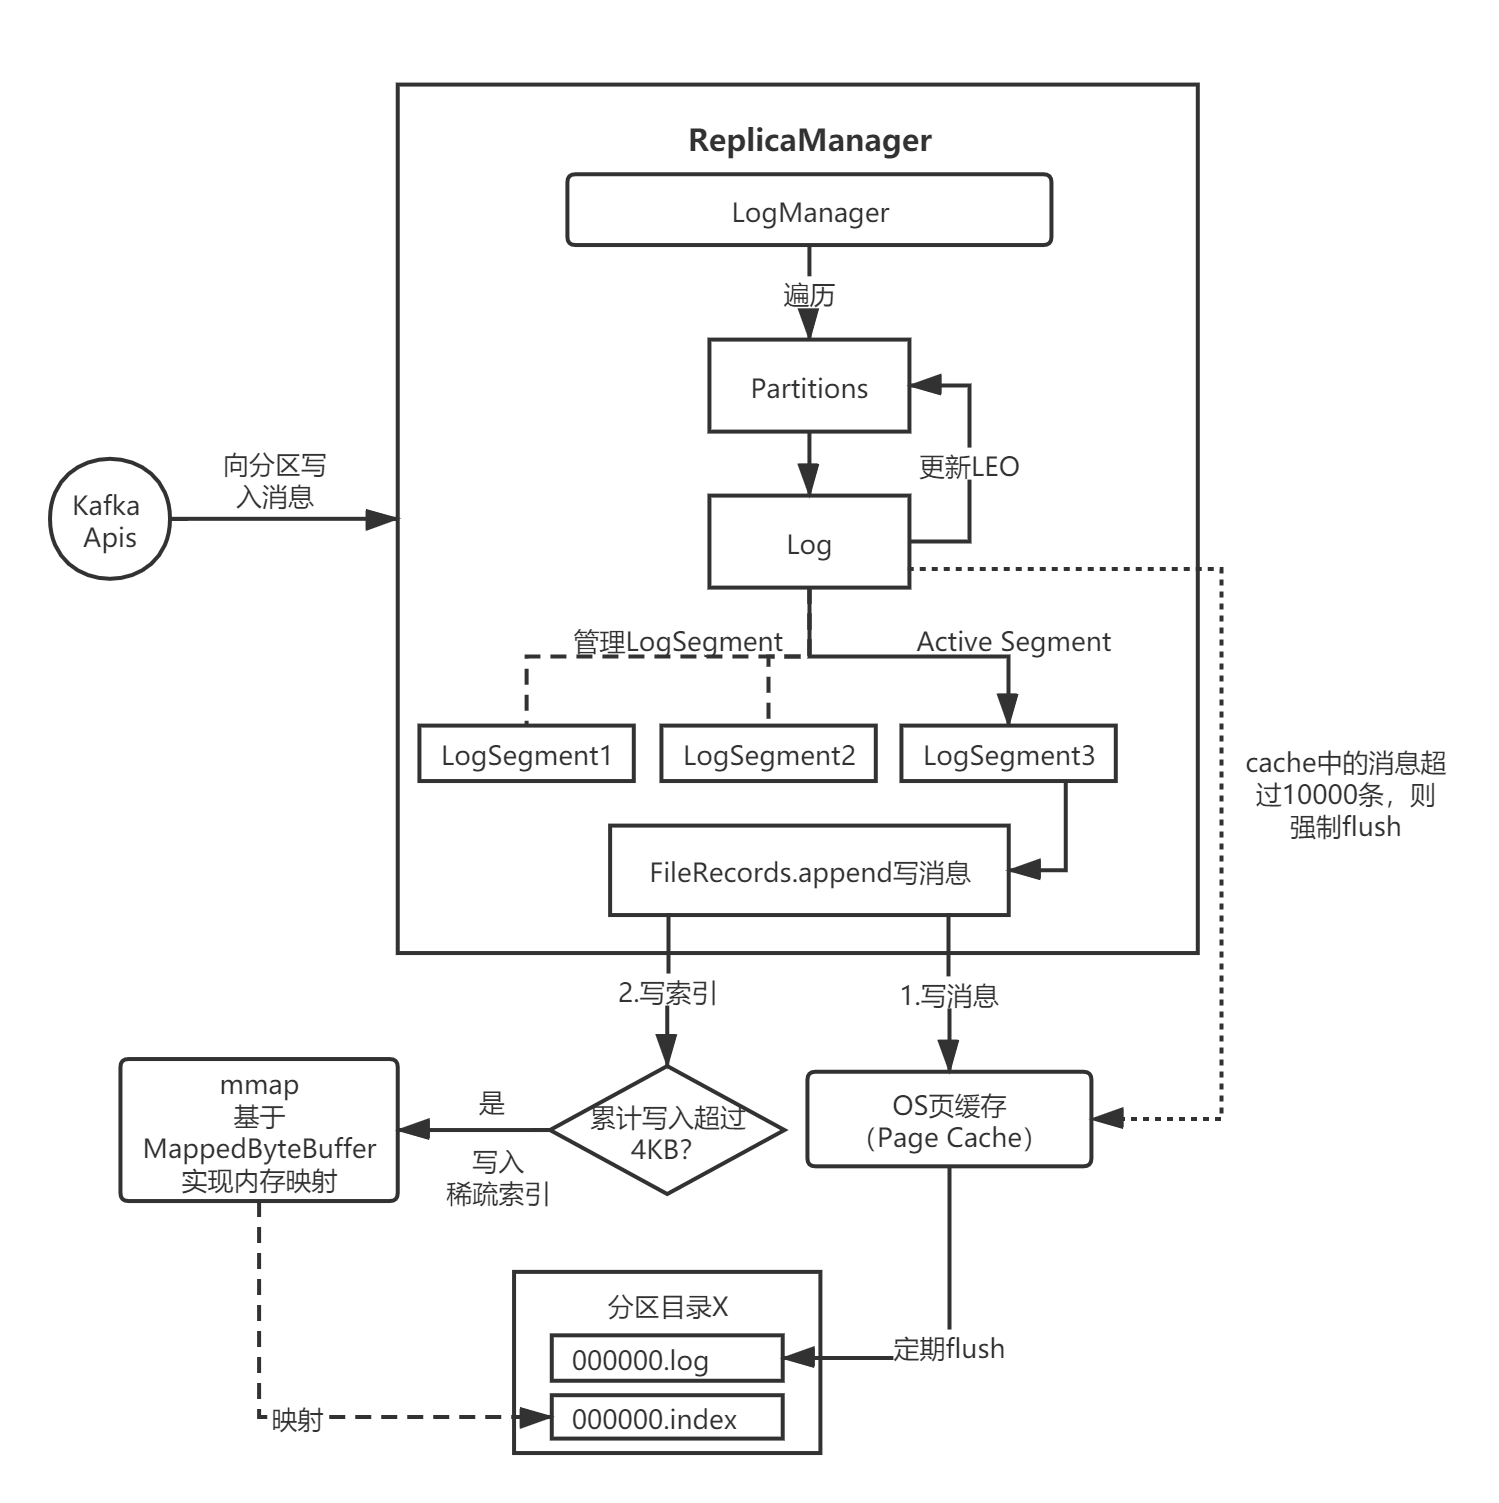 ReplicaManager
LogManager
遍历
Partitions
更新LEO
Log
向分区写
入消息
Kafka
Apis
管理LogSegment
Active Segment
LogSegment1
LogSegment2
LogSegment3
cache中的消息超
过10000条，则
强制flush
FileRecords.append写消息
2.写索引
1.写消息
mmap
基于
MappedByteBuffer
实现内存映射
是
写入
稀疏索引
累计写入超过
4KB？
OS页缓存
（Page Cache）
分区目录X
000000.log
定期flush
000000.index
映射